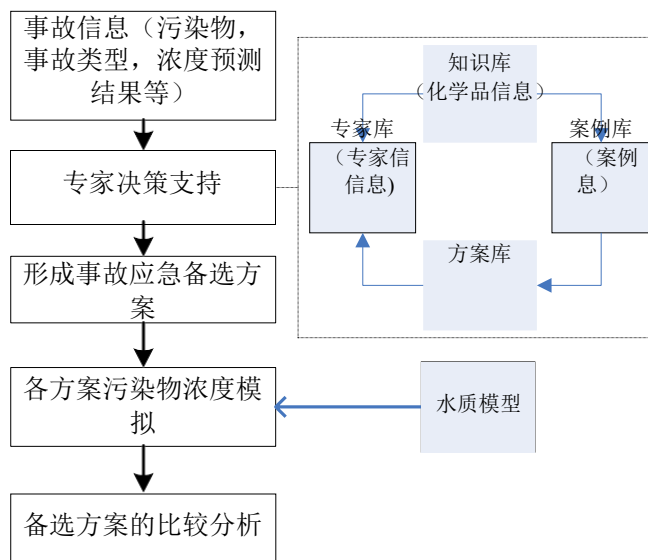 事故信息（污染物，
事故类型，浓度预测
结果等）
专家决策支持
形成事故应急备选方
案
各方案污染物浓度模
拟
备选方案的比较分析
知识库
（化学品信息）
专家库
（专家信
信息)
案例库
（案例
息）
方案库
水质模型